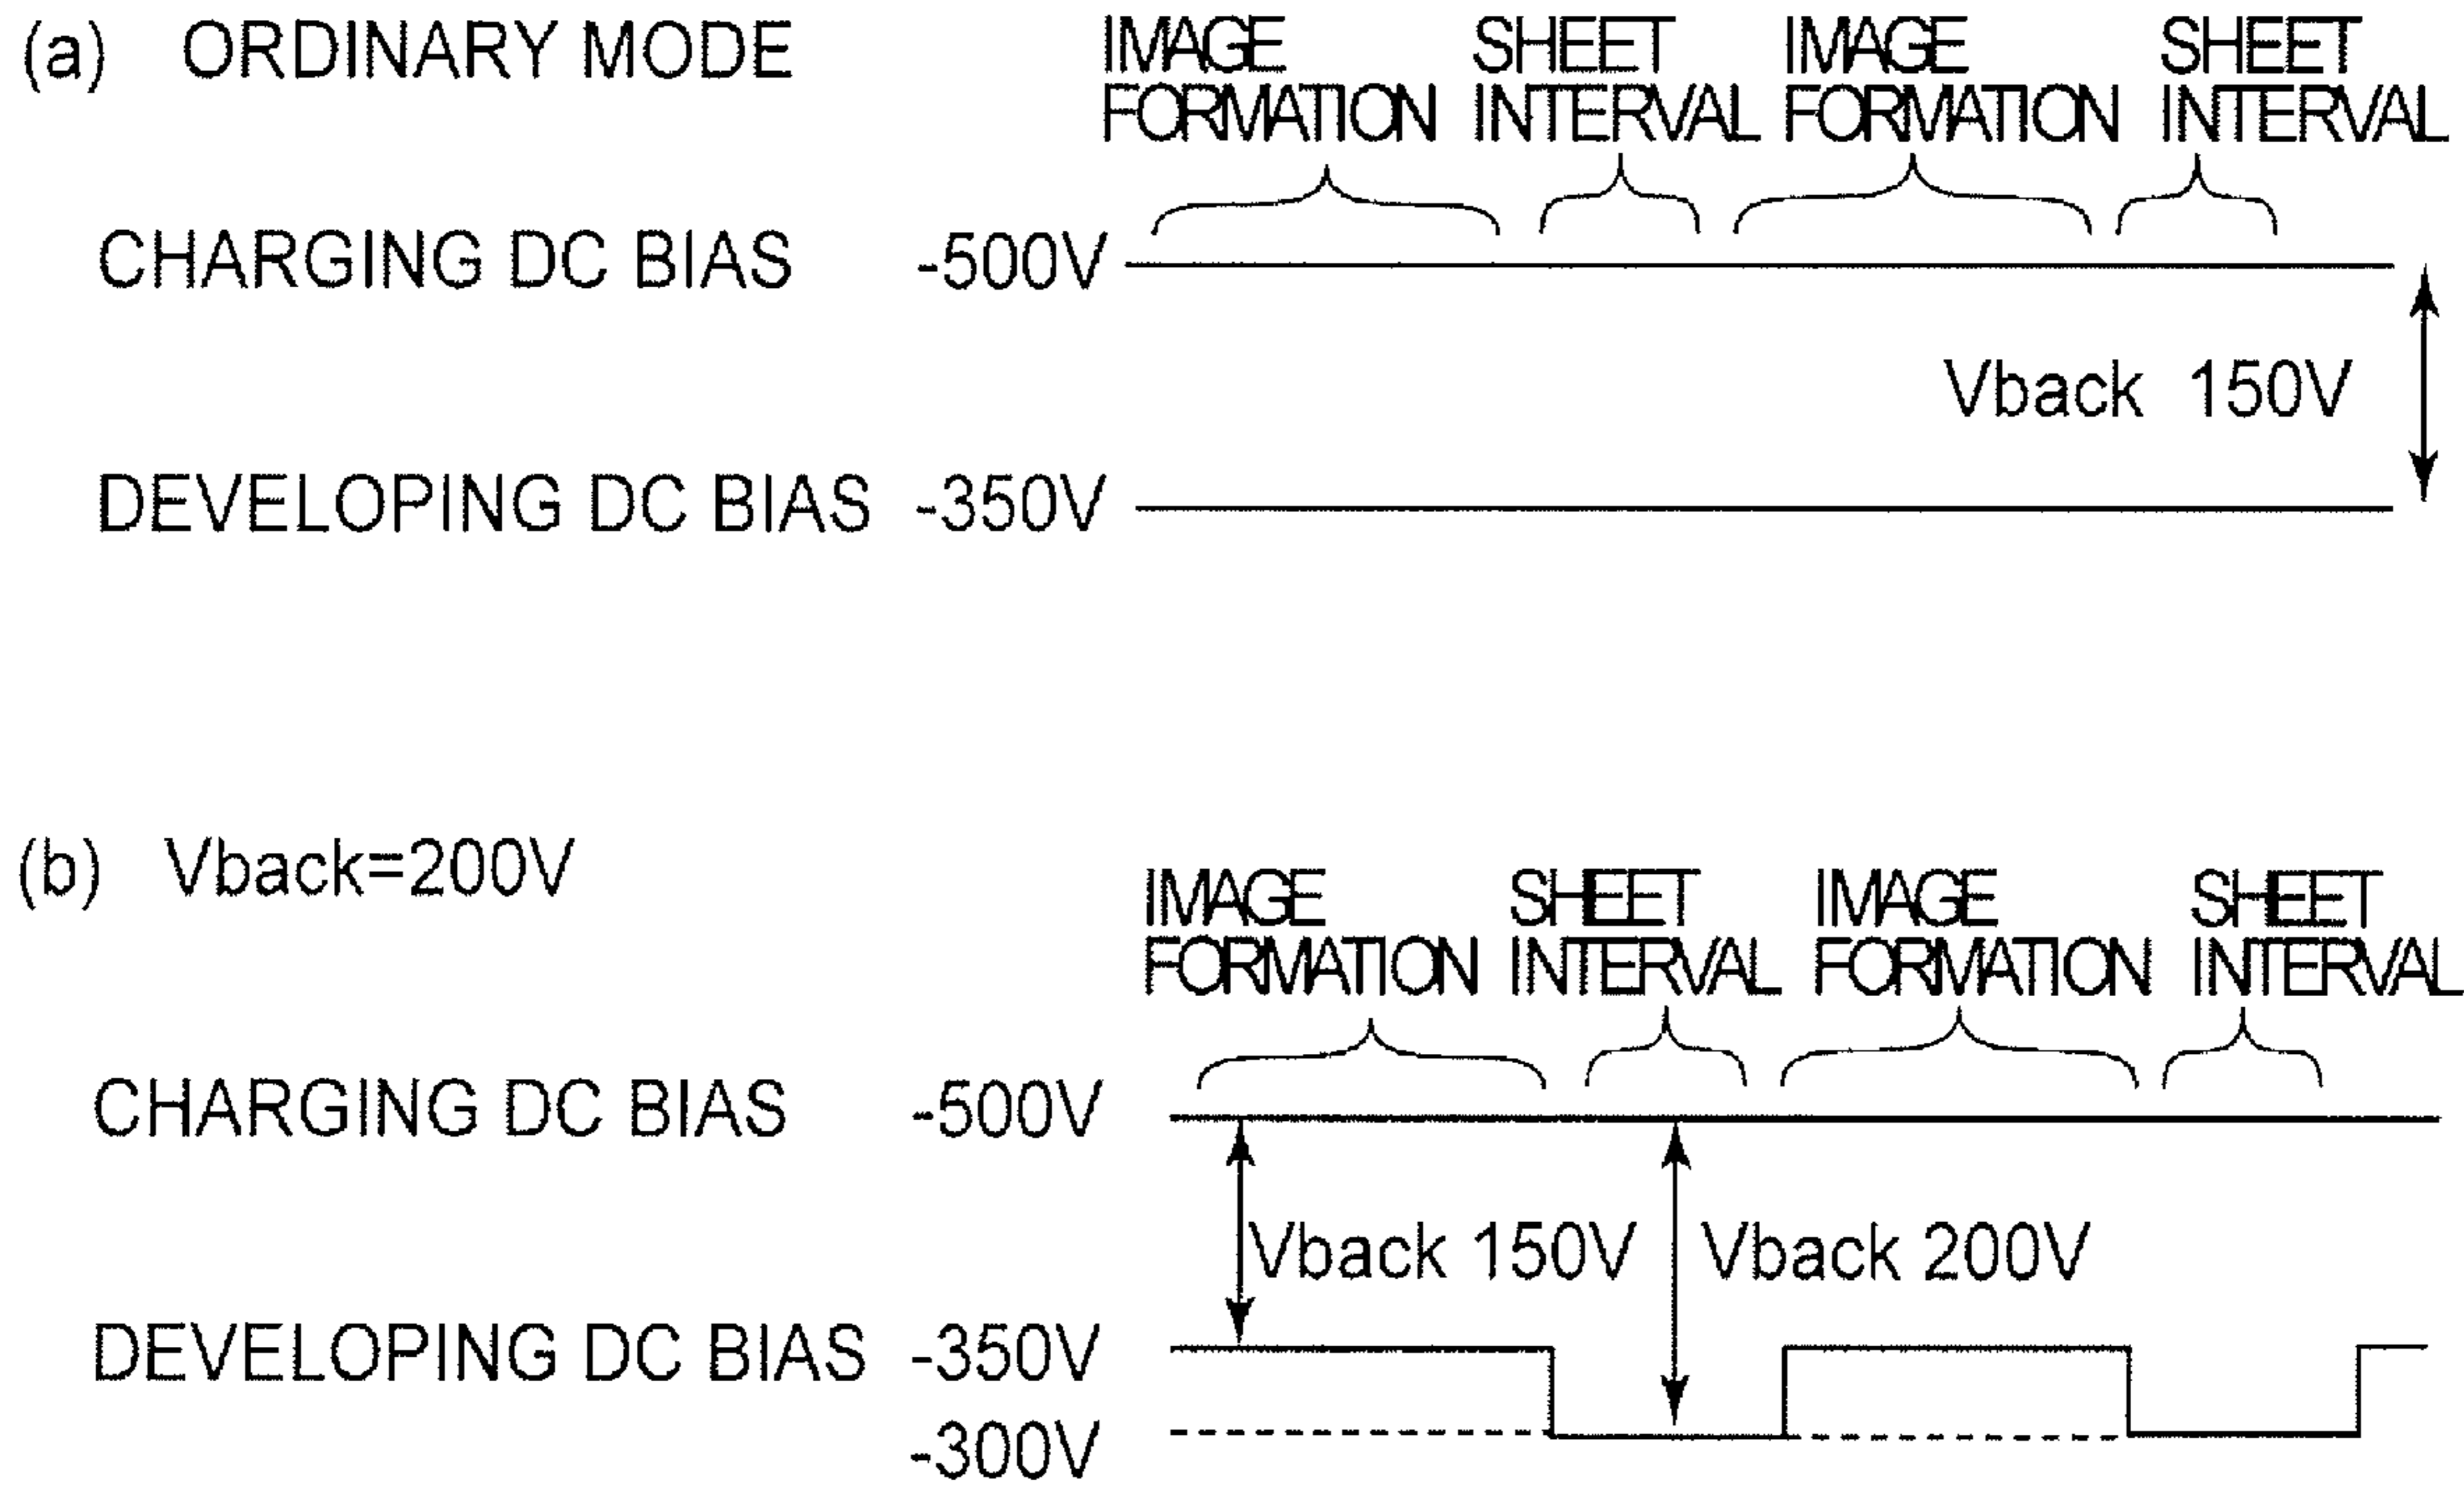 (a) ORDINARY MODE
IMAGE FORMATION
SHEET INTERVAL
IMAGE FORMATION
SHEET INTERVAL
CHARGING DC BIAS -500V
Vback 150V
DEVELOPING DC BIAS -350V
(b) Vback=200V
IMAGE FORMATION
SHEET INTERVAL
IMAGE FORMATION
SHEET INTERVAL
CHARGING DC BIAS -500V
Vback 150V Vback 200V
DEVELOPING DC BIAS -350V
-300V